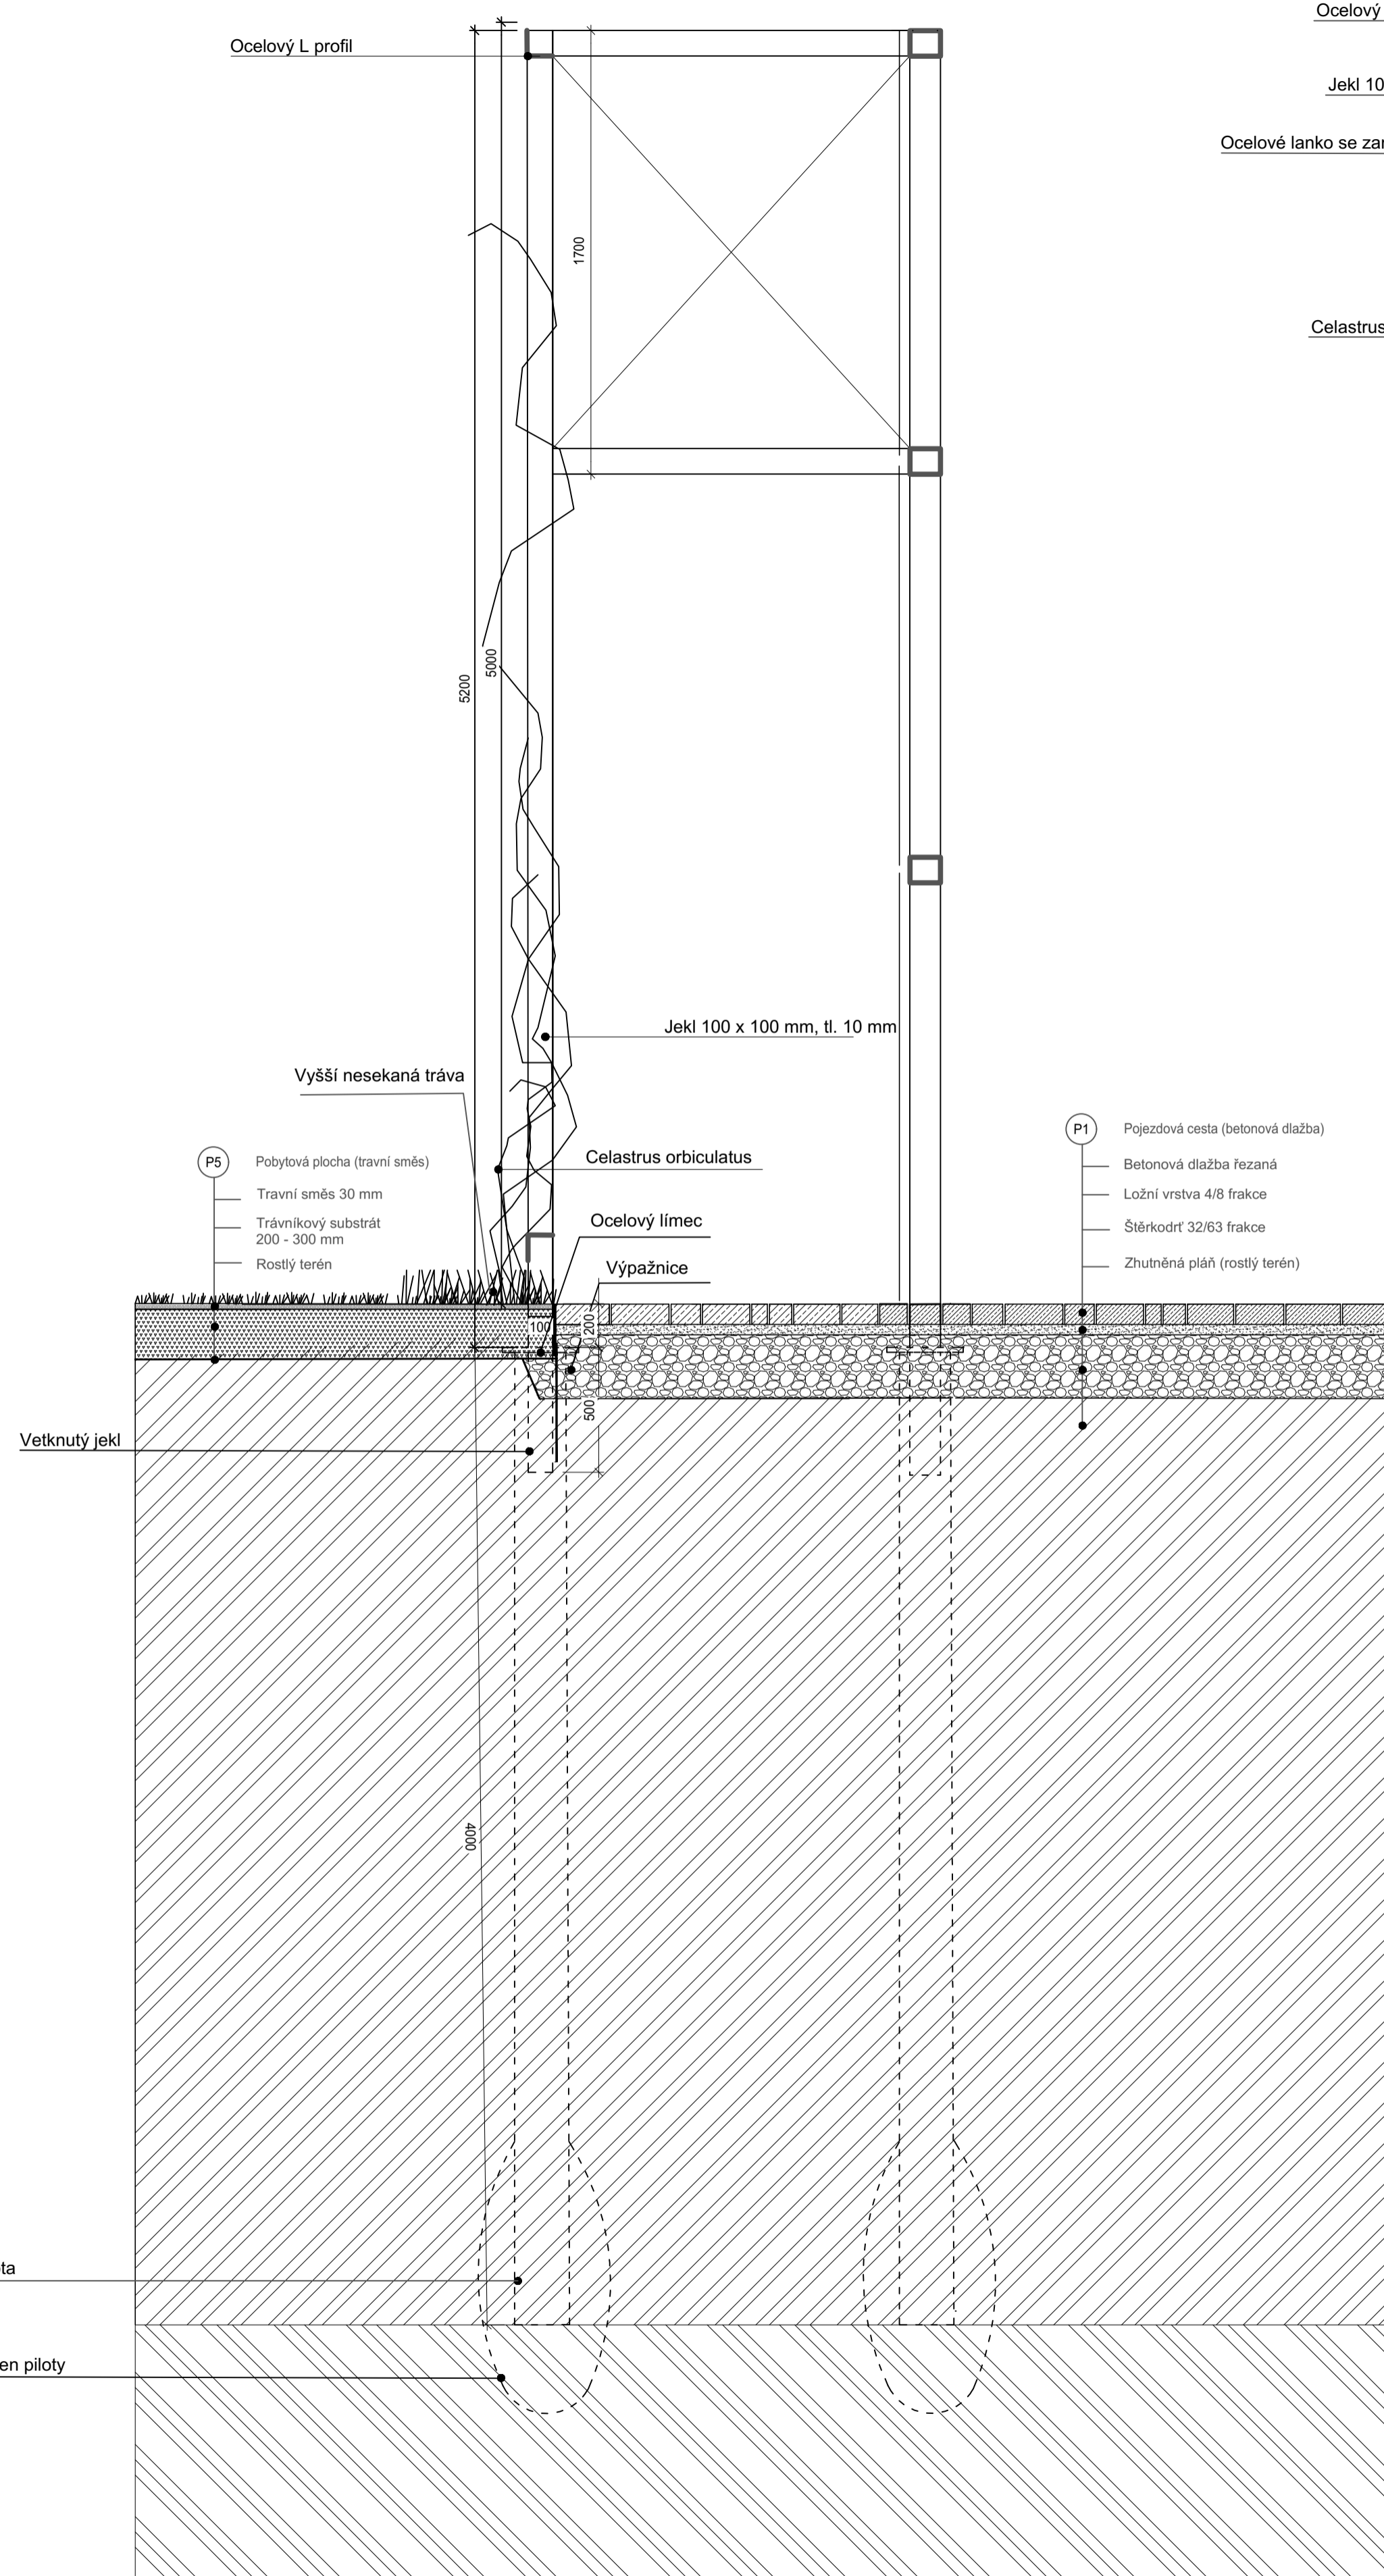 Ocelový
Ocelový L profil
Jekl 10
Ocelové lanko se zar
1700
Celastrus
5000
5200
Jekl 100 x 100 mm, tl. 10 mm
Vyšší nesekaná tráva
P1 Pojezdová cesta (betonová dlažba)
Betonová dlažba řezaná
Ložní vrstva 4/8 frakce
Štěrkodrť 32/63 frakce
Zhutněná pláň (rostlý terén)
P5 Pobytová plocha (travní směs)
Travní směs 30 mm
Trávníkový substrát
200 - 300 mm
Rostlý terén
Celastrus orbiculatus
Ocelový límec
Výpažnice
100
200
500
Vetknutý jekl
4000
ta
en piloty